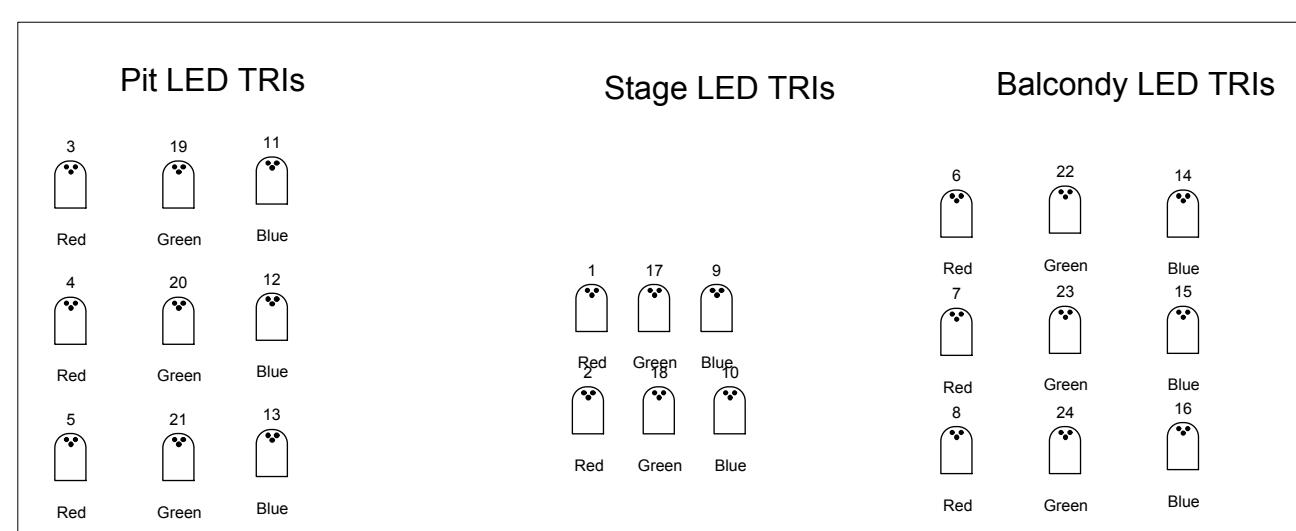 Pit LED TRIs
3 19 11
Red Green Blue
4 20 12
Red Green Blue
5 21 13
Red Green Blue
Stage LED TRIs
1 17 9
Red Green Blue
2 18 10
Red Green Blue
Balcondy LED TRIs
6 22 14
Red Green Blue
7 23 15
Red Green Blue
8 24 16
Red Green Blue